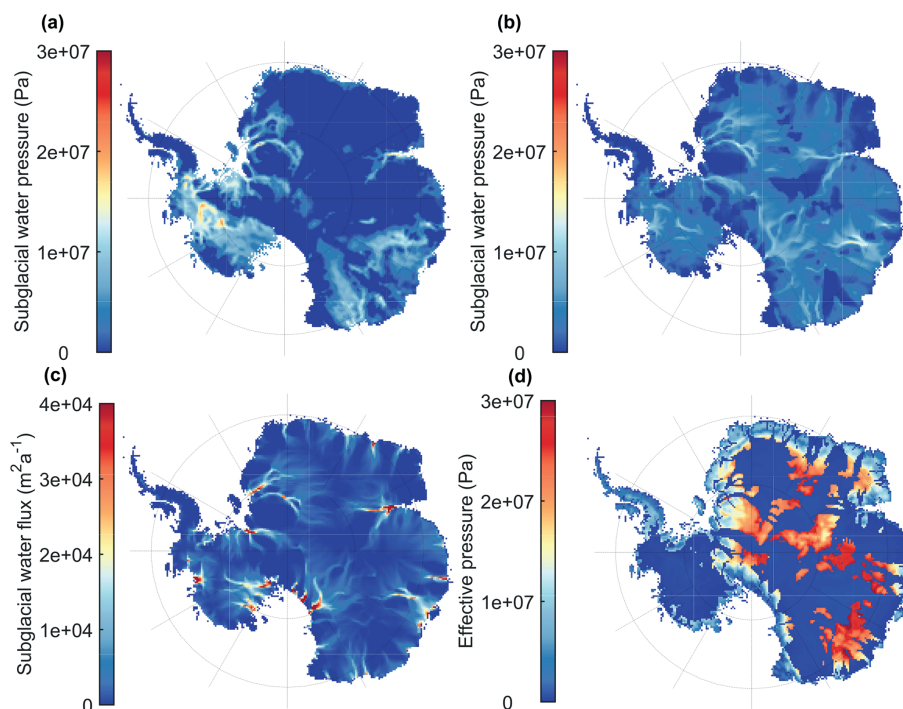 (a)
(b)
3e+07
2e+07
1e+07
0
Subglacial water pressure (Pa)
3e+07
2e+07
1e+07
0
Subglacial water pressure (Pa)
(c)
(d)
4e+04
3e+04
2e+04
1e+04
0
Subglacial water flux (m²a⁻¹)
3e+07
2e+07
1e+07
0
Effective pressure (Pa)